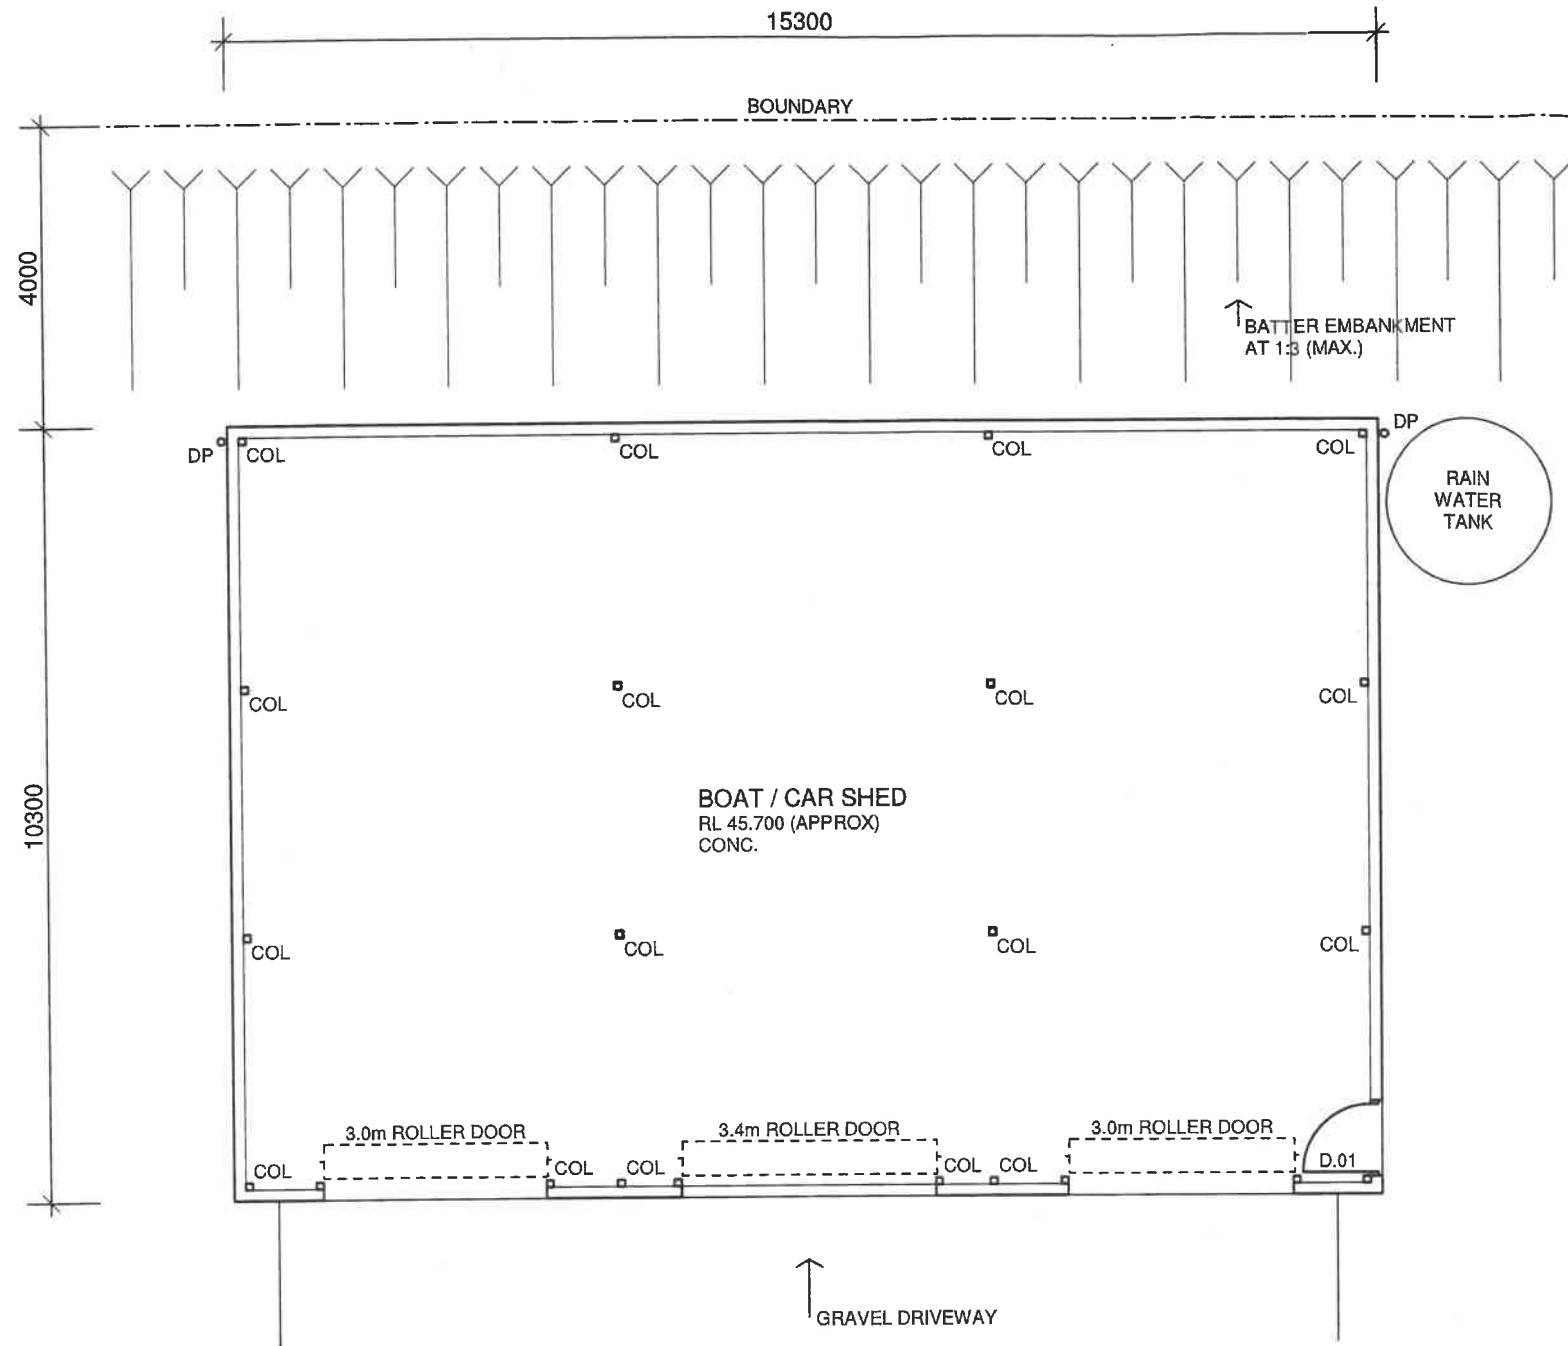 15300
BOUNDARY
4000
BATTER EMBANKMENT
AT 1:3 (MAX.)
DP
COL
COL
COL
COL
DP
RAIN
WATER
TANK
COL
COL
COL
COL
10300
BOAT / CAR SHED
RL 45.700 (APPROX)
CONC.
COL
COL
COL
COL
3.0m ROLLER DOOR
3.4m ROLLER DOOR
3.0m ROLLER DOOR
COL
COL
COL
COL
COL
D.01
GRAVEL DRIVEWAY